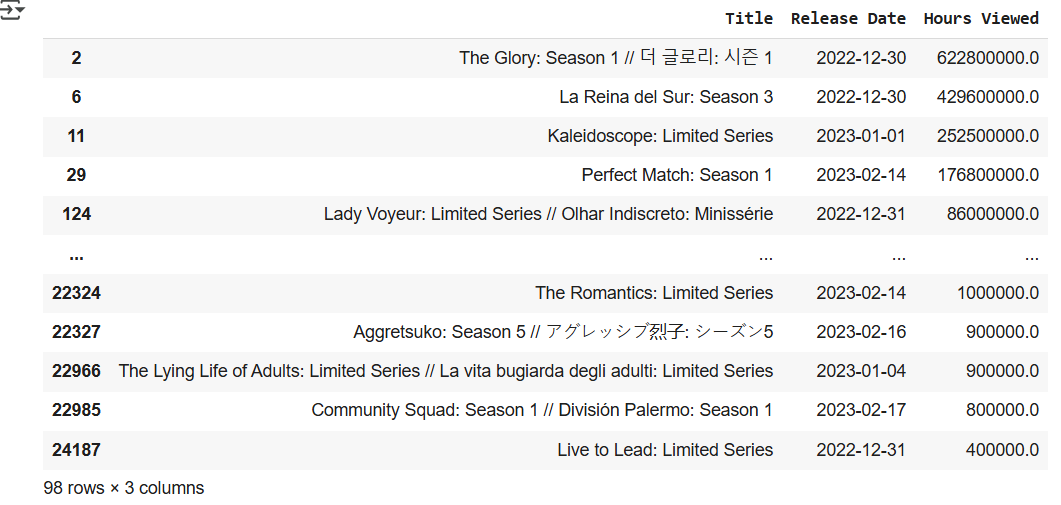 Title Release Date Hours Viewed
2 The Glory: Season 1 // 더 글로리: 시즌 1 2022-12-30 622800000.0
6 La Reina del Sur: Season 3 2022-12-30 429600000.0
11 Kaleidoscope: Limited Series 2023-01-01 252500000.0
29 Perfect Match: Season 1 2023-02-14 176800000.0
124 Lady Voyeur: Limited Series // Olhar Indiscreto: Minissérie 2022-12-31 86000000.0
... ... ... ...
22324 The Romantics: Limited Series 2023-02-14 1000000.0
22327 Aggretsuko: Season 5 // アグレッシブ烈子: シーズン5 2023-02-16 900000.0
22966 The Lying Life of Adults: Limited Series // La vita bugiarda degli adulti: Limited Series 2023-01-04 900000.0
22985 Community Squad: Season 1 // División Palermo: Season 1 2023-02-17 800000.0
24187 Live to Lead: Limited Series 2022-12-31 400000.0
98 rows × 3 columns